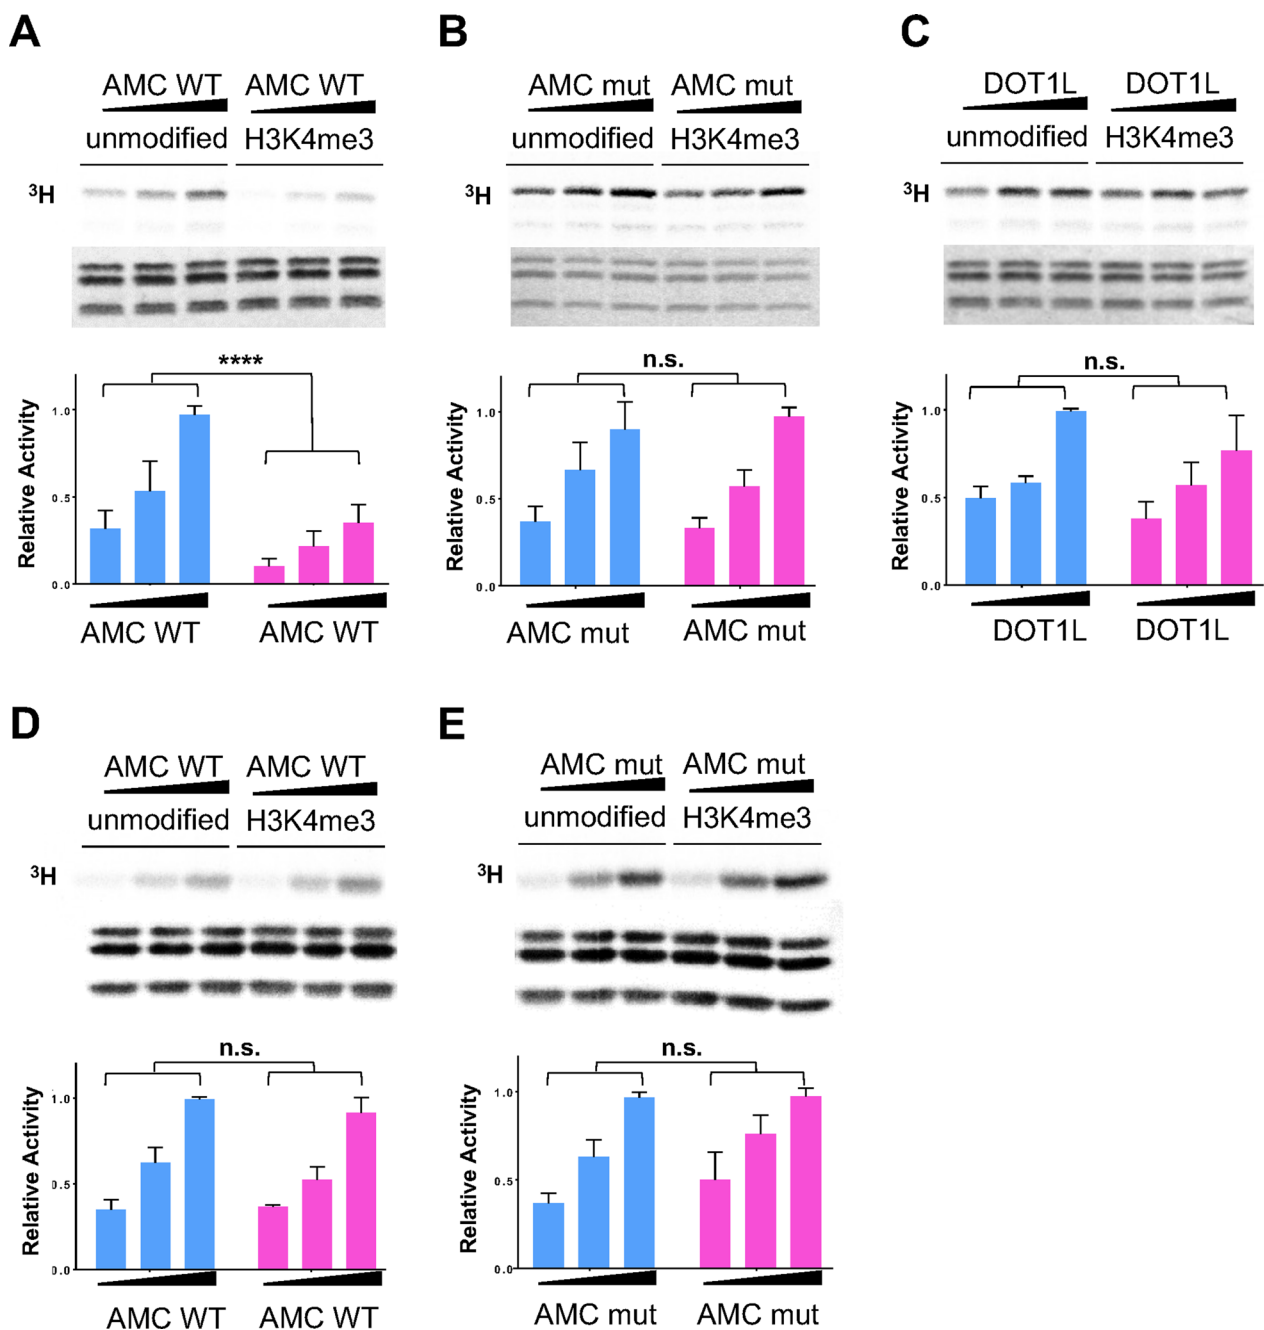 A
AMC WT AMC WT
unmodified H3K4me3
³H
****
Relative Activity
1.0
0.5
0.0
AMC WT AMC WT
B
AMC mut AMC mut
unmodified H3K4me3
³H
n.s.
Relative Activity
1.0
0.5
0.0
AMC mut AMC mut
C
DOT1L DOT1L
unmodified H3K4me3
³H
n.s.
Relative Activity
1.0
0.5
0.0
DOT1L DOT1L
D
AMC WT AMC WT
unmodified H3K4me3
³H
n.s.
Relative Activity
1.0
0.5
0.0
AMC WT AMC WT
E
AMC mut AMC mut
unmodified H3K4me3
³H
n.s.
Relative Activity
1.0
0.5
0.0
AMC mut AMC mut